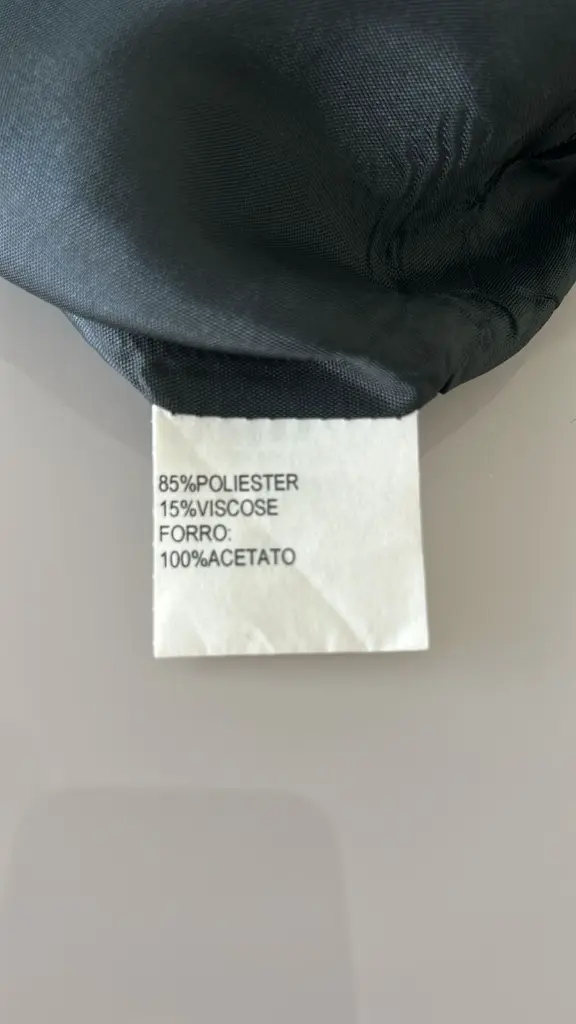 85%POLIESTER
15%VISCOSE
FORRO:
100%ACETATO